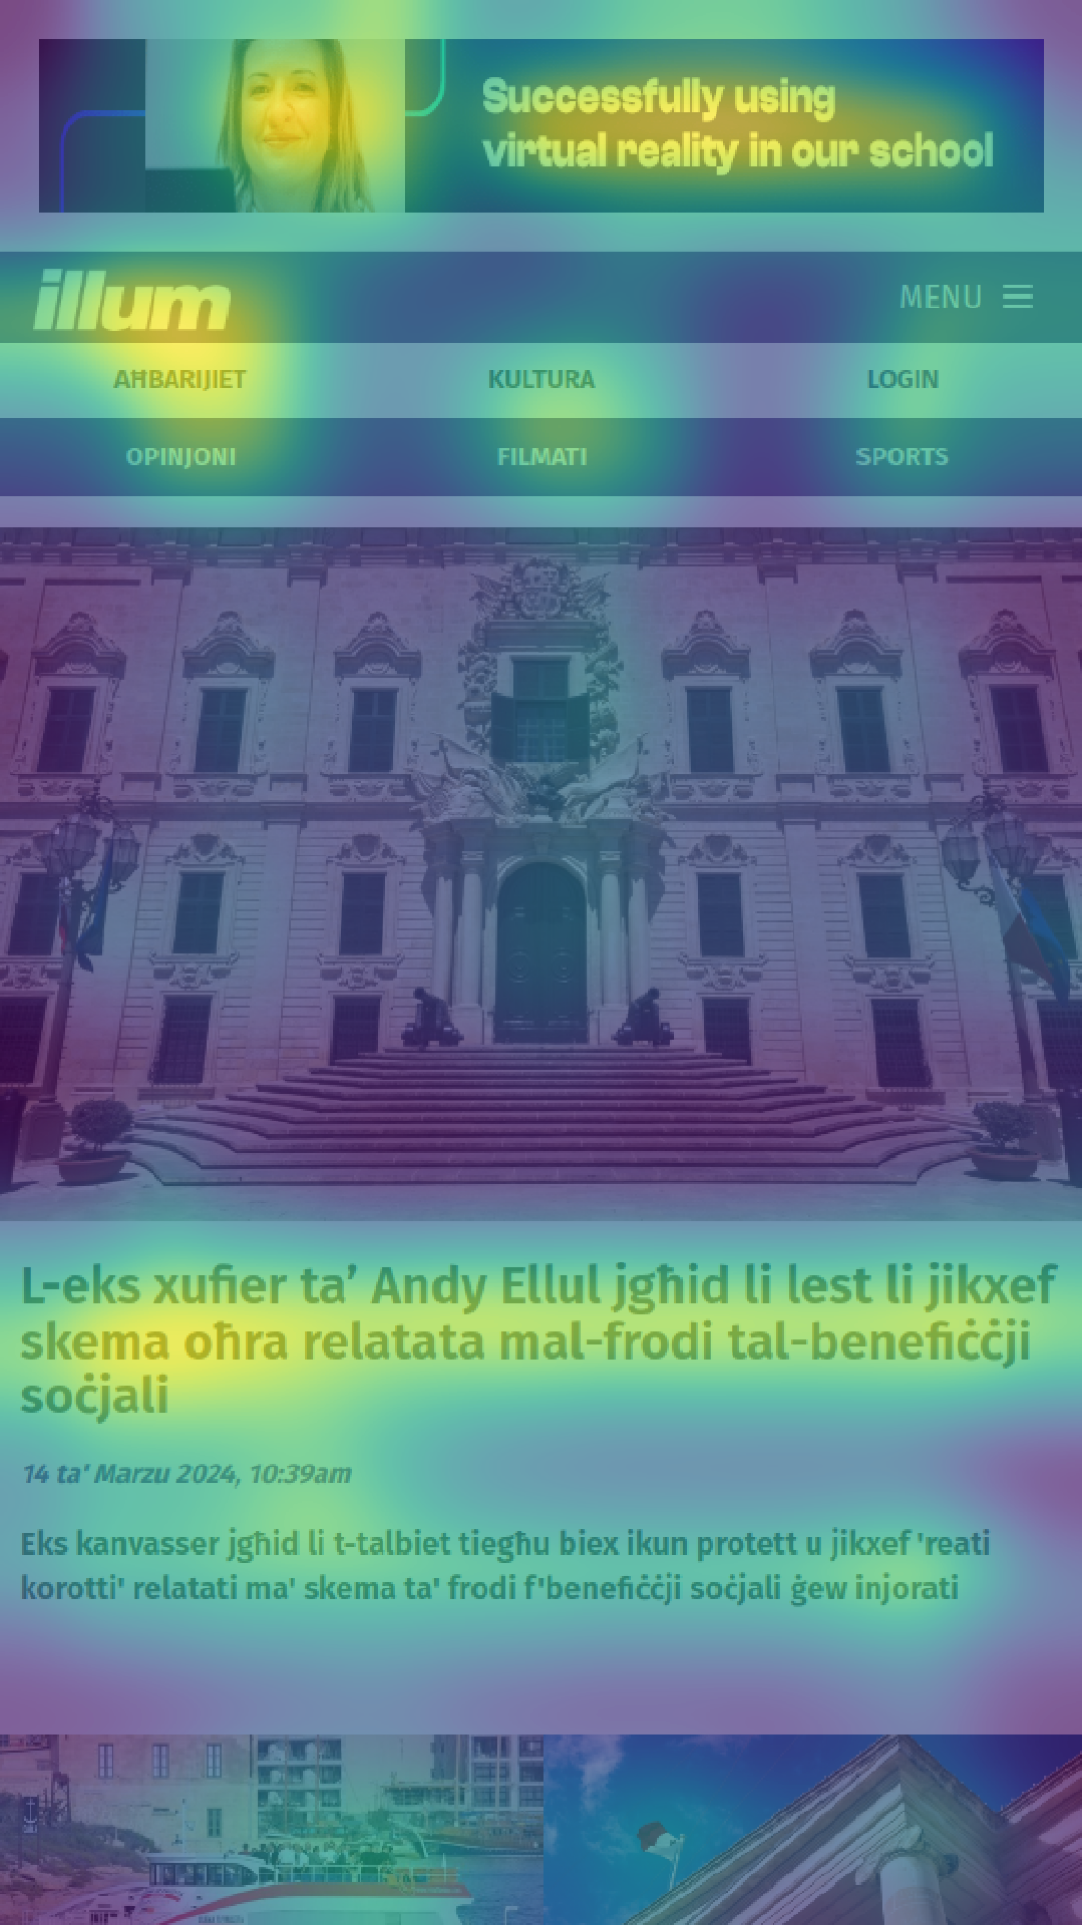 Successfully using
virtual reality in our school
illum
MENU
AĦBARIJIET
KULTURA
LOGIN
OPINJONI
FILMATI
SPORTS
L-eks xufier ta’ Andy Ellul jgħid li lest li jikxef
skema oħra relatata mal-frodi tal-benefiċċji
soċjali
14 ta' Marzu 2024, 10:39am
Eks kanvasser jgħid li t-talbiet tiegħu biex ikun protett u jikxef 'reati
korotti' relatati ma' skema ta' frodi f'benefiċċji soċjali ġew injorati